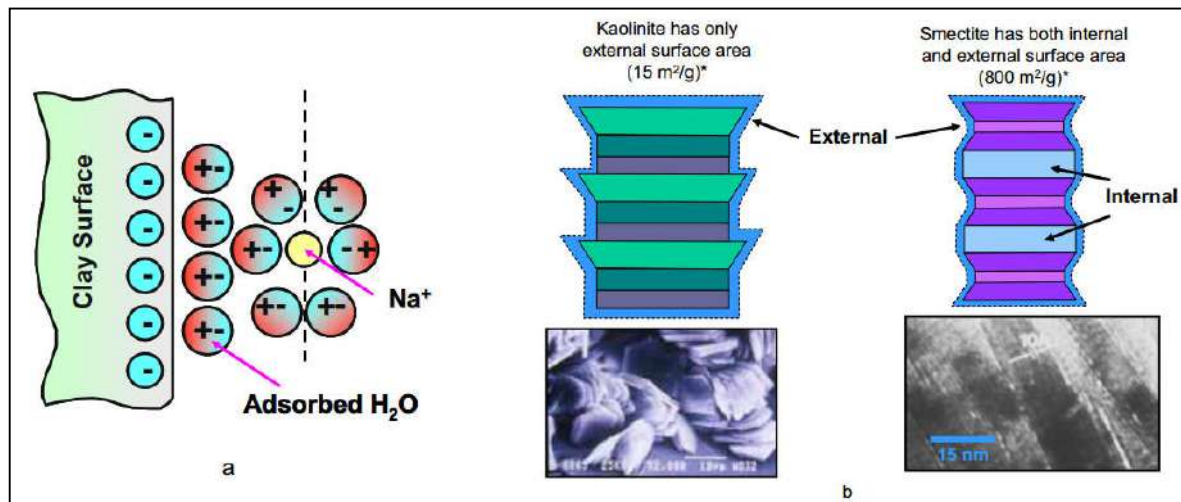 Clay Surface
-
-
-
-
-
-
+-
+-
+-
+-
+
-
+
-
+-
-+
+-
+-
Na⁺
Adsorbed H₂O
a
Kaolinite has only
external surface area
(15 m²/g)*
Smectite has both internal
and external surface area
(800 m²/g)*
External
Internal
15 nm
b